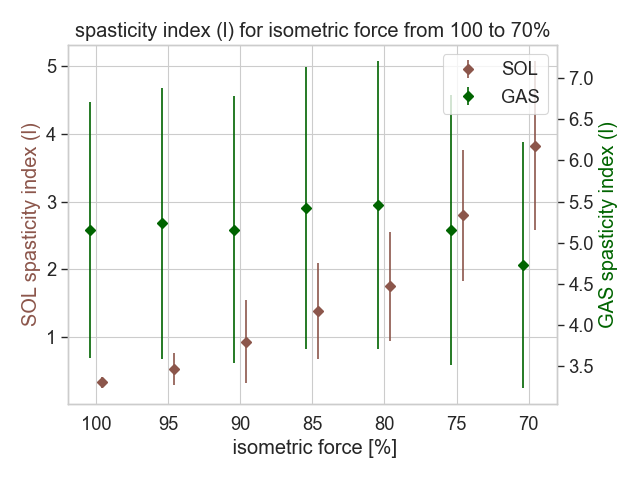 spasticity index (I) for isometric force from 100 to 70%
SOL
GAS
SOL spasticity index (I)
5
4
3
2
1
7.0
6.5
6.0
5.5
5.0
4.5
4.0
3.5
GAS spasticity index (I)
100 95 90 85 80 75 70
isometric force [%]